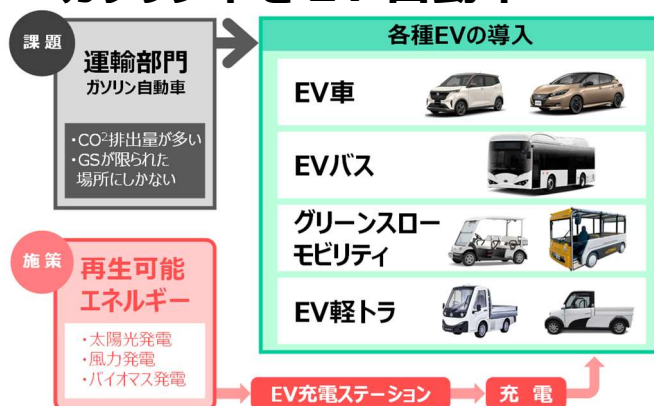 課題
運輸部門
ガソリン自動車
・CO²排出量が多い
・GSが限られた
場所にしかない
各種EVの導入
EV車
EVバス
グリーンスロー
モビリティ
EV軽トラ
施策
再生可能
エネルギー
・太陽光発電
・風力発電
・バイオマス発電
EV充電ステーション
充電